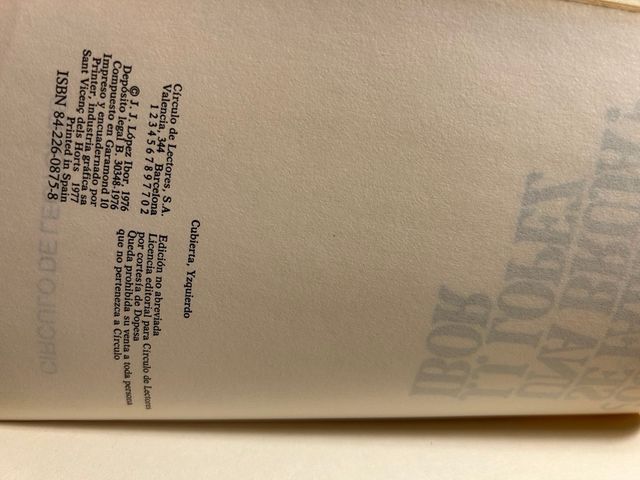 Cubierta, Yzquierdo
Círculo de Lectores, S.A.
Valencia, 344 Barcelona
1 2 3 4 5 6 7 8 9 7 7 0 2
© J. J. López Ibor, 1976
Depósito legal B. 30348-1976
Compuesto en Garamond 10
Impreso y encuadernado por
Printer, industria gráfica sa
Sant Vicenç dels Horts 1977
Printed in Spain
ISBN 84-226-0875-8
Edición no abreviada
Licencia editorial para Círculo de Lectores
por cortesía de Dopesa
Queda prohibida su venta a toda persona
que no pertenezca a Círculo
LOPEZ
IBOR